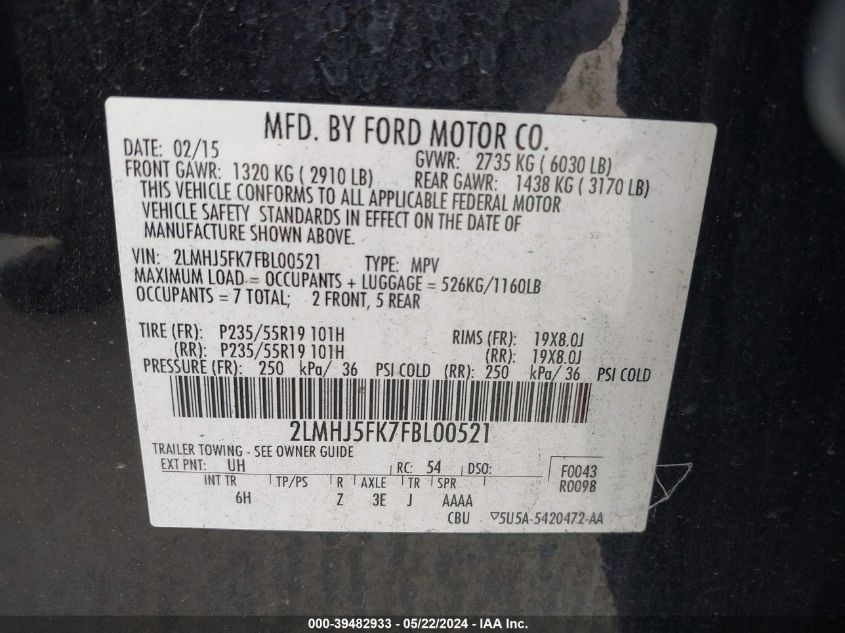 MFD. BY FORD MOTOR CO.
DATE: 02/15 GVWR: 2735 KG ( 6030 LB)
FRONT GAWR: 1320 KG ( 2910 LB) REAR GAWR: 1438 KG ( 3170 LB)
THIS VEHICLE CONFORMS TO ALL APPLICABLE FEDERAL MOTOR
VEHICLE SAFETY STANDARDS IN EFFECT ON THE DATE OF
MANUFACTURE SHOWN ABOVE.
VIN: 2LMHJ5FK7FBL00521 TYPE: MPV
MAXIMUM LOAD = OCCUPANTS + LUGGAGE = 526KG/1160LB
OCCUPANTS = 7 TOTAL; 2 FRONT, 5 REAR
TIRE (FR): P235/55R19 101H RIMS (FR): 19X8.0J
(RR): P235/55R19 101H (RR): 19X8.0J
PRESSURE (FR): 250 kPa/ 36 PSI COLD (RR): 250 kPa/ 36 PSI COLD
2LMHJ5FK7FBL00521
TRAILER TOWING - SEE OWNER GUIDE
EXT PNT: UH RC: 54 DSO: F0043
R009B
INT TR TP/PS R AXLE TR SPR
6H Z 3E J AAAA
CBU ▽5U5A-5420472-AA
000-39482933 - 05/22/2024 - IAA Inc.